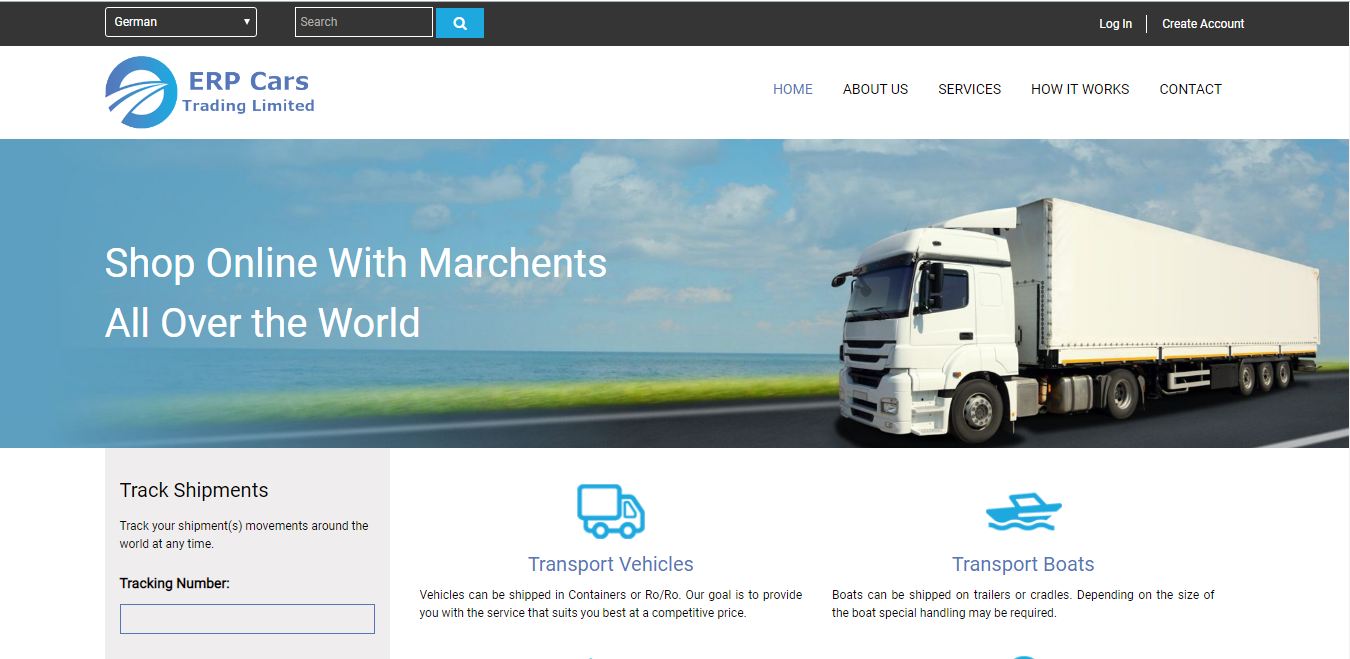 German
Search
Log In
Create Account
ERP Cars
Trading Limited
HOME
ABOUT US
SERVICES
HOW IT WORKS
CONTACT
Shop Online With Marchents
All Over the World
Track Shipments
Track your shipment(s) movements around the
world at any time.
Tracking Number:
Transport Vehicles
Vehicles can be shipped in Containers or Ro/Ro. Our goal is to provide
you with the service that suits you best at a competitive price.
Transport Boats
Boats can be shipped on trailers or cradles. Depending on the size of
the boat special handling may be required.